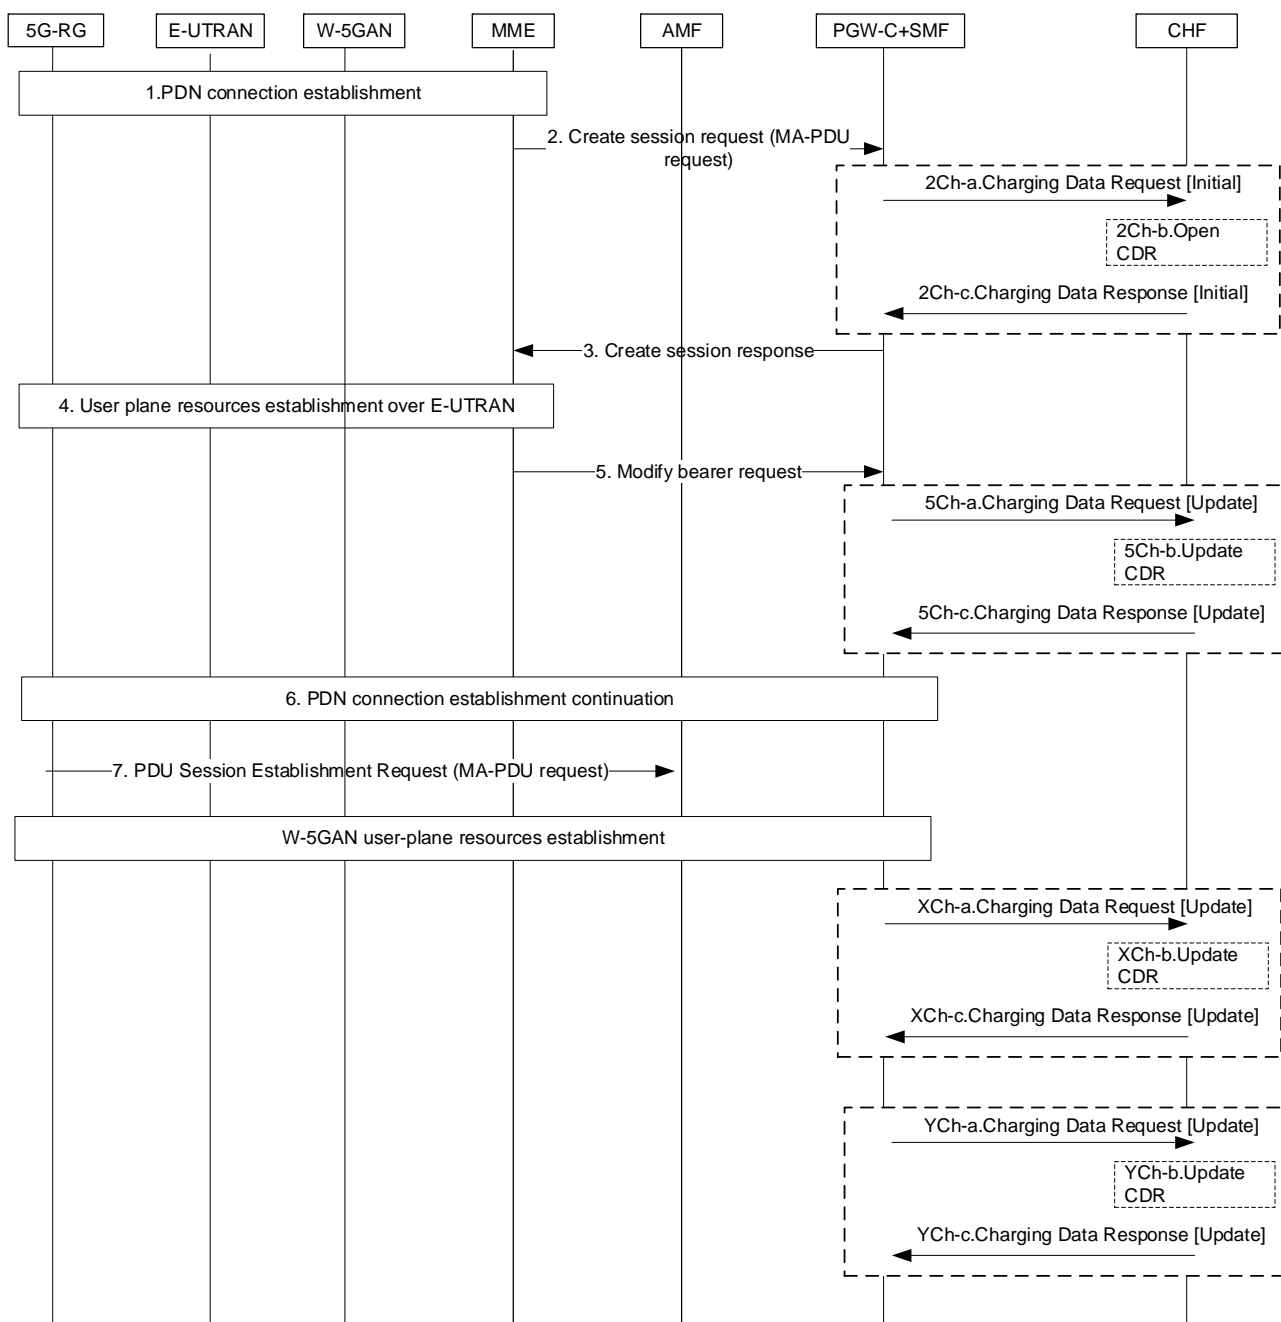 5G-RG
E-UTRAN
W-5GAN
MME
AMF
PGW-C+SMF
CHF
1.PDN connection establishment
2. Create session request (MA-PDU
request)
2Ch-a.Charging Data Request [Initial]
2Ch-b.Open
CDR
2Ch-c.Charging Data Response [Initial]
3. Create session response
4. User plane resources establishment over E-UTRAN
5. Modify bearer request
5Ch-a.Charging Data Request [Update]
5Ch-b.Update
CDR
5Ch-c.Charging Data Response [Update]
6. PDN connection establishment continuation
7. PDU Session Establishment Request (MA-PDU request)
W-5GAN user-plane resources establishment
XCh-a.Charging Data Request [Update]
XCh-b.Update
CDR
XCh-c.Charging Data Response [Update]
YCh-a.Charging Data Request [Update]
YCh-b.Update
CDR
YCh-c.Charging Data Response [Update]